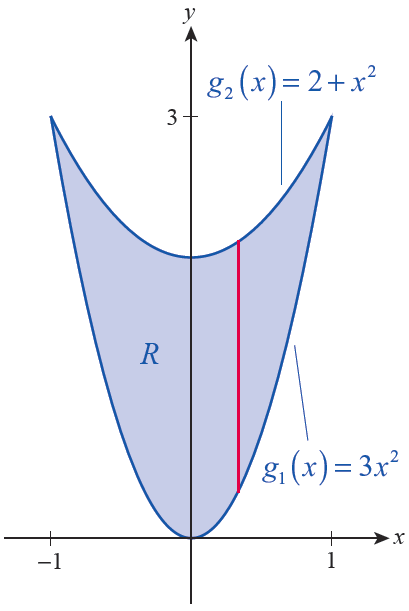 y
g₂(x) = 2 + x²
3
R
g₁(x) = 3x²
x
−1
1